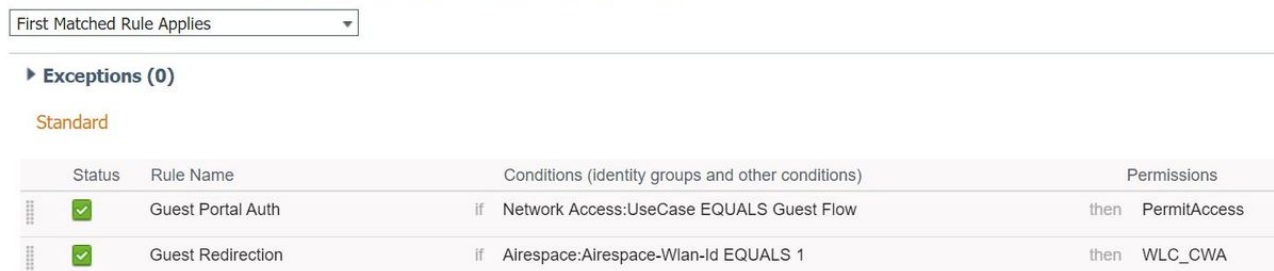 First Matched Rule Applies
Exceptions (0)
Standard
Status Rule Name Conditions (identity groups and other conditions) Permissions
Guest Portal Auth if Network Access:UseCase EQUALS Guest Flow then PermitAccess
Guest Redirection if Airespace:Airespace-Wlan-Id EQUALS 1 then WLC_CWA